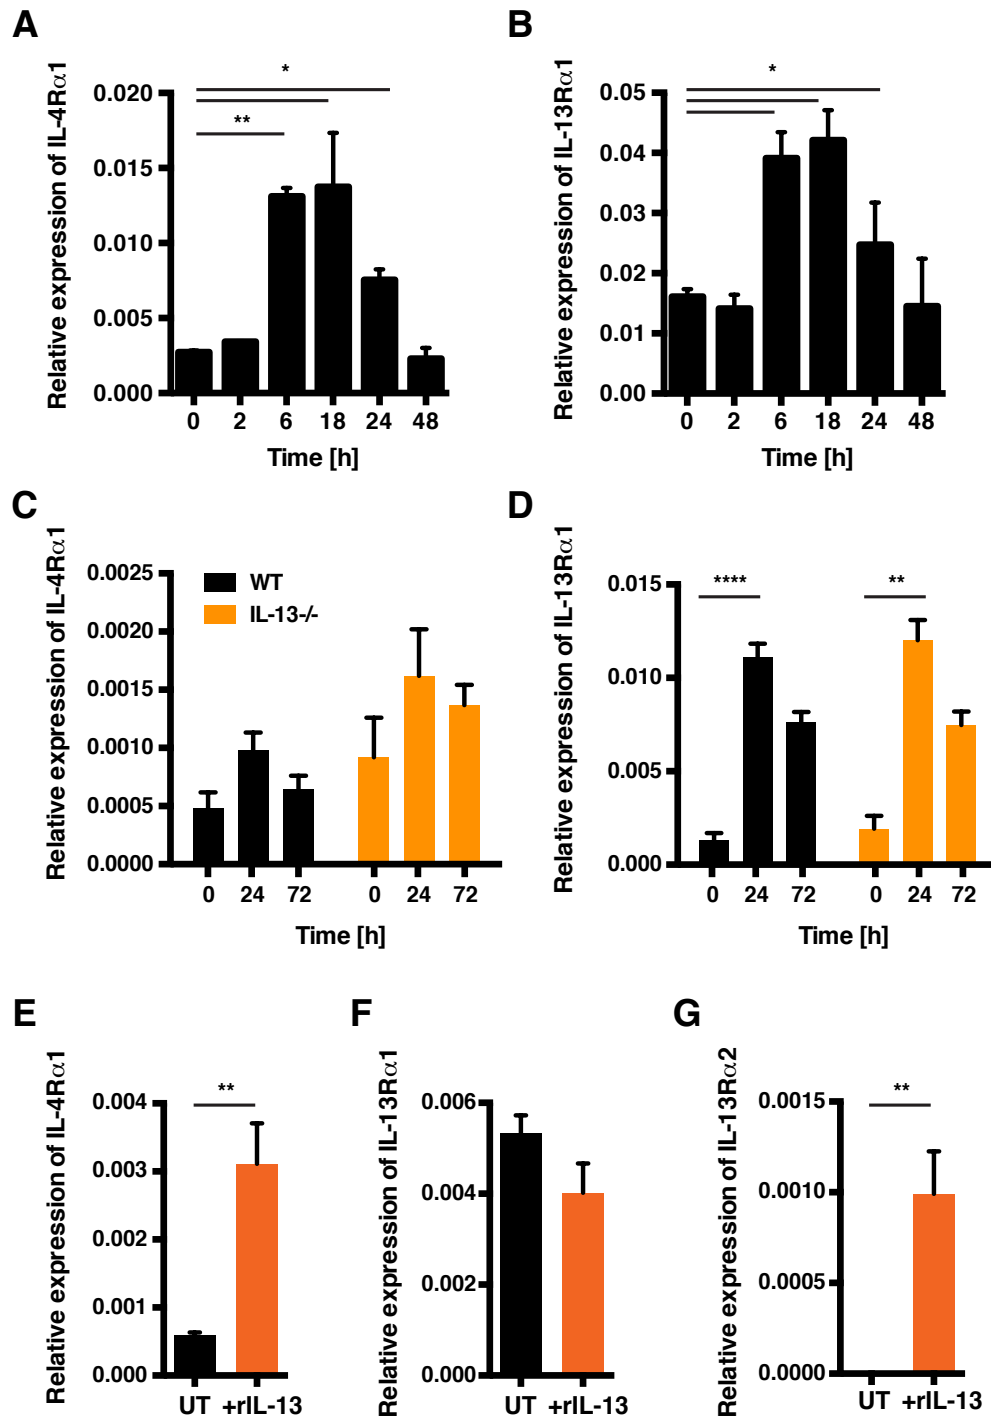 A
Relative expression of IL-4Rα1
0.020
0.015
0.010
0.005
0.000
*
**
0 2 6 18 24 48
Time [h]
B
Relative expression of IL-13Rα1
0.05
0.04
0.03
0.02
0.01
0.00
*
0 2 6 18 24 48
Time [h]
C
Relative expression of IL-4Rα1
0.0025
0.0020
0.0015
0.0010
0.0005
0.0000
WT
IL-13-/-
0 24 72 0 24 72
Time [h]
D
Relative expression of IL-13Rα1
0.015
0.010
0.005
0.000
**** **
0 24 72 0 24 72
Time [h]
E
Relative expression of IL-4Rα1
0.004
0.003
0.002
0.001
0.000
**
UT +rIL-13
F
Relative expression of IL-13Rα1
0.006
0.004
0.002
0.000
UT +rIL-13
G
Relative expression of IL-13Rα2
0.0015
0.0010
0.0005
0.0000
**
UT +rIL-13